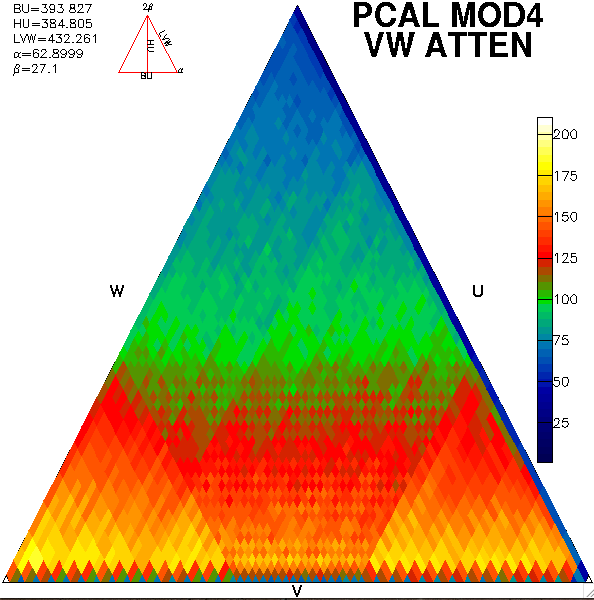 BU=393 827
HU=384.805
LVW=432.261
α=62.8999
β=27.1
2β
HU
LVW
BU
α
PCAL MOD4
VW ATTEN
200
175
150
125
100
75
50
25
W
U
V